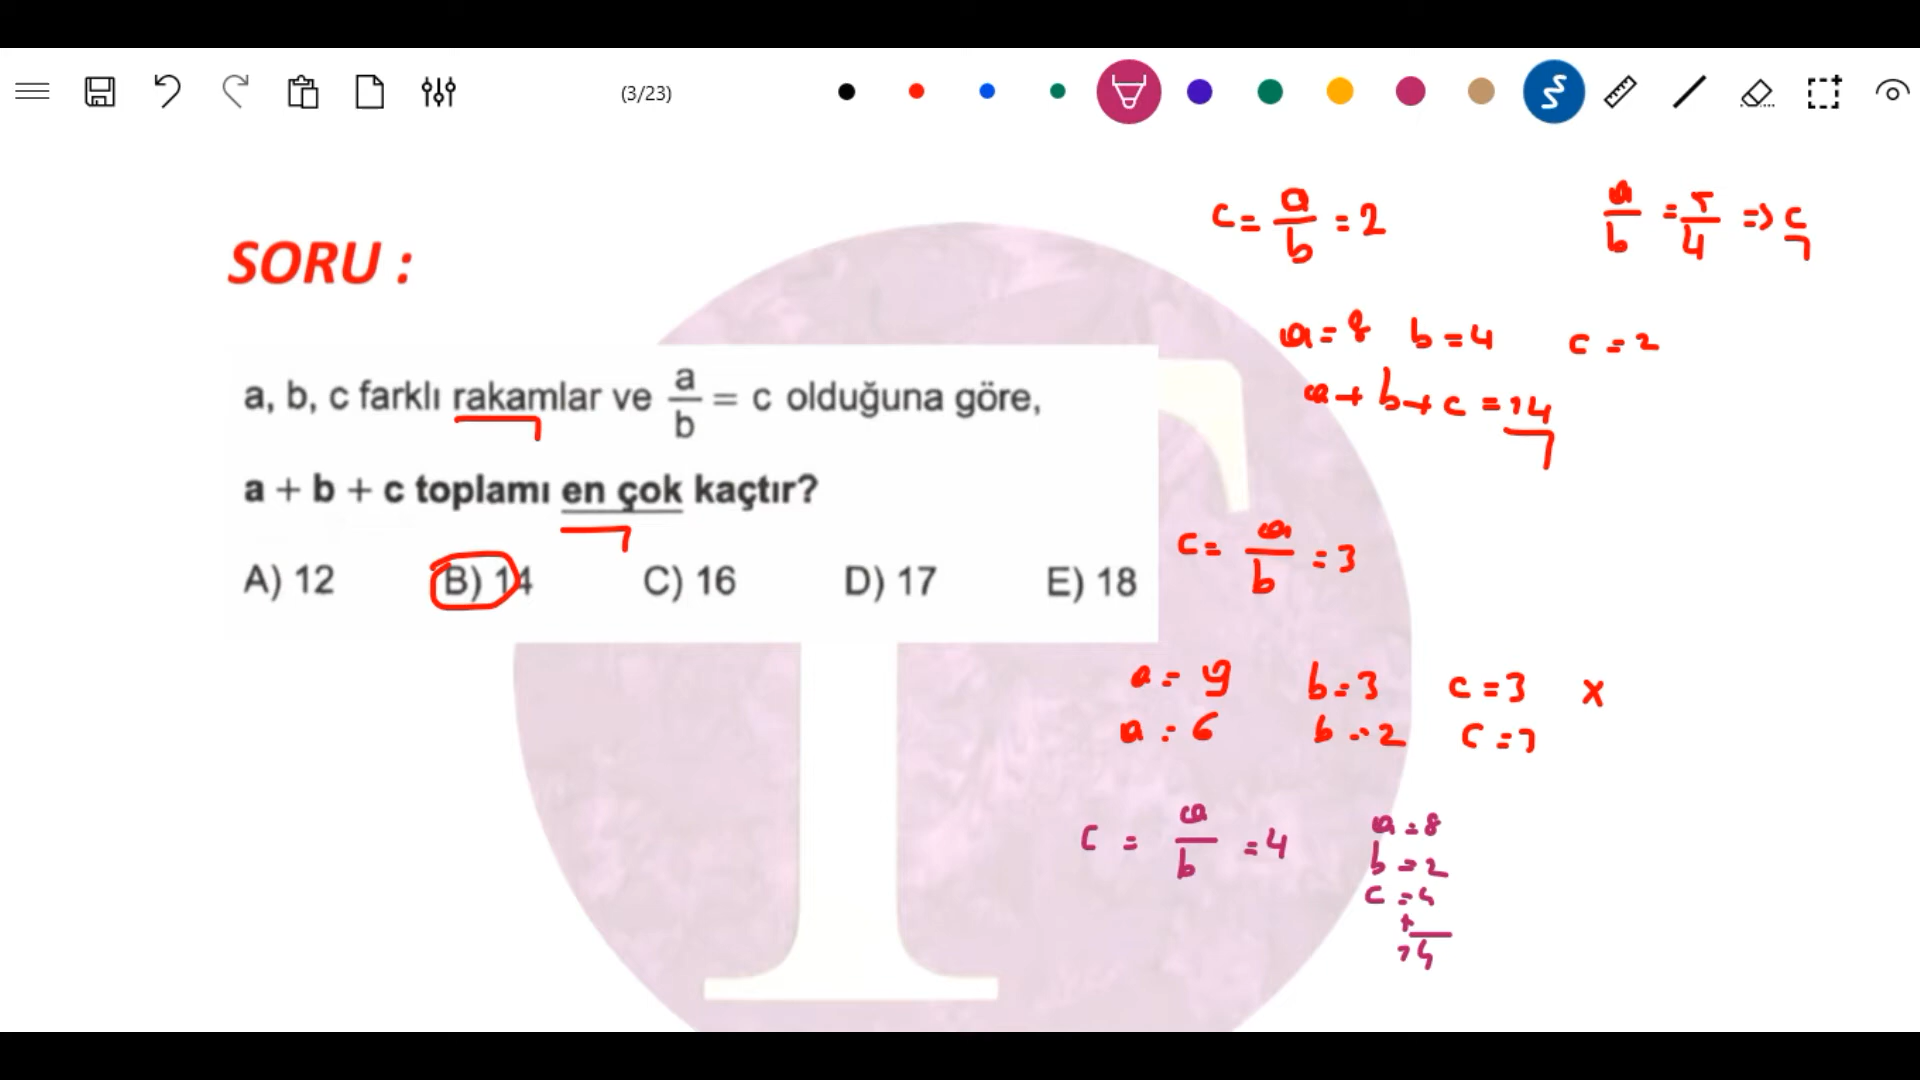 (3/23)
SORU :
a, b, c farklı rakamlar ve a/b = c olduğuna göre,
a + b + c toplamı en çok kaçtır?
A) 12 B) 14 C) 16 D) 17 E) 18
c = a/b = 2
a/b = 5/4 => c
a = 8 b = 4 c = 2
a + b + c = 14
c = a/b = 3
a = 9 b = 3 c = 3 x
a = 6 b = 2 c = 3
c = a/b = 4
a = 8
b = 2
c = 4
+
14